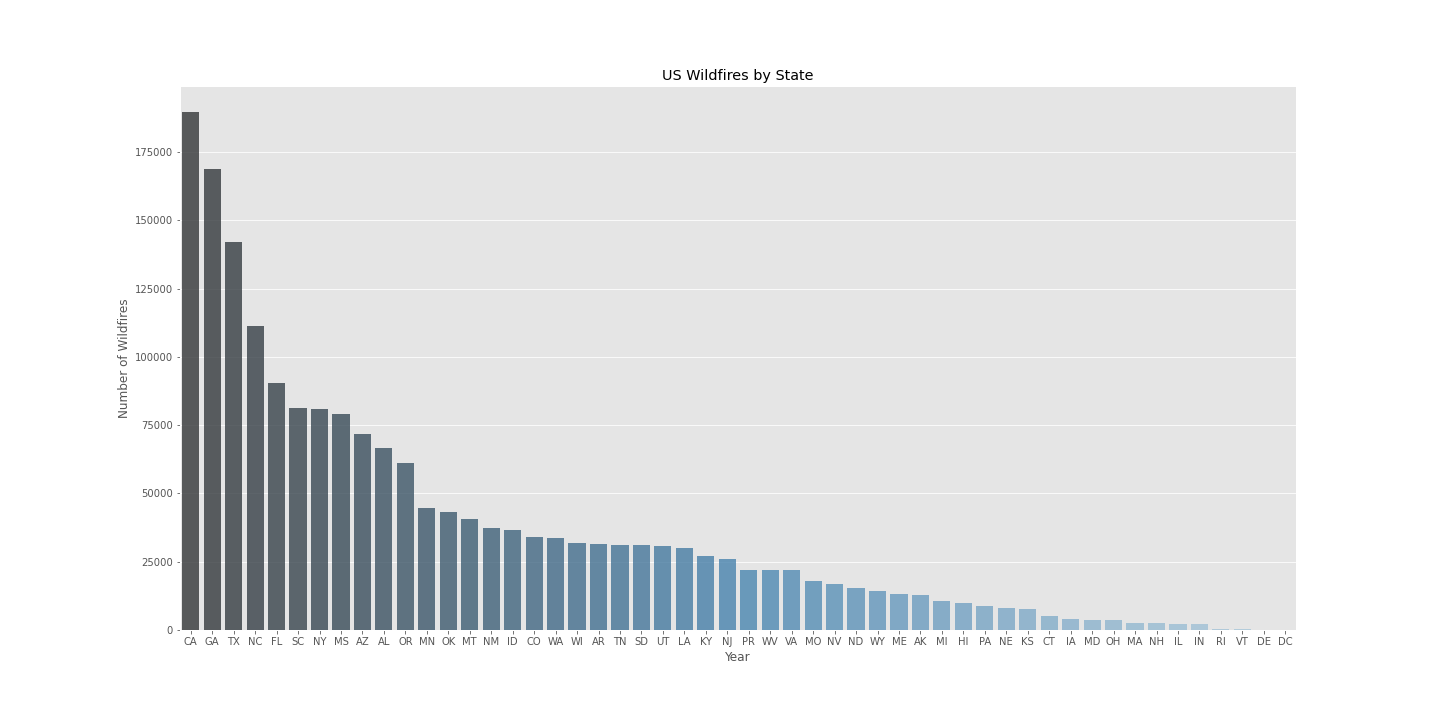 US Wildfires by State
Number of Wildfires
175000
150000
125000
100000
75000
50000
25000
0
CA GA TX NC FL SC NY MS AZ AL OR MN OK MT NM ID CO WA WI AR TN SD UT LA KY NJ PR WV VA MO NV ND WY ME AK MI HI PA NE KS CT IA MD OH MA NH IL IN RI VT DE DC
Year